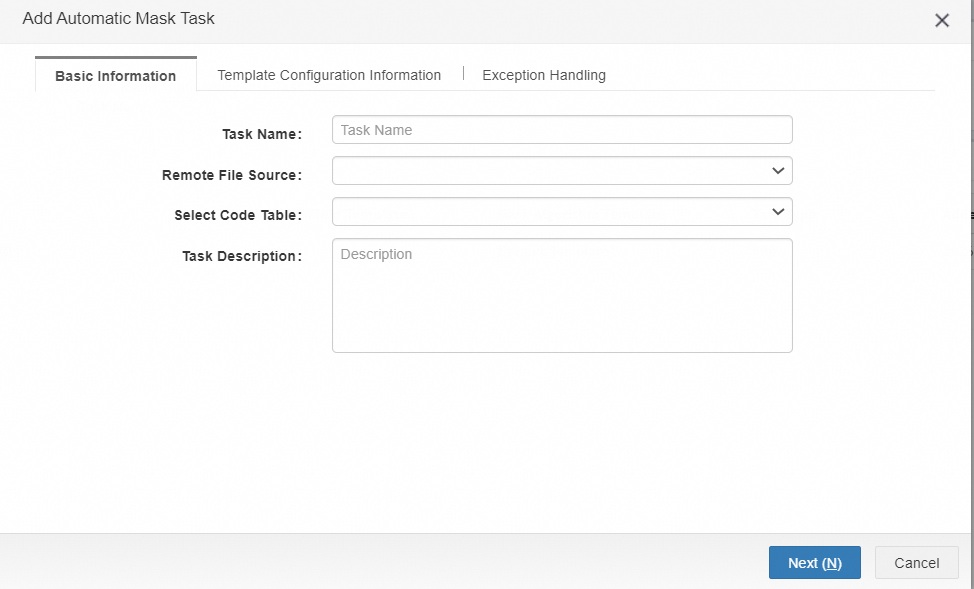 Add Automatic Mask Task
Basic Information
Template Configuration Information
Exception Handling
Task Name:
Task Name
Remote File Source:
Select Code Table:
Task Description:
Description
Next (N)
Cancel